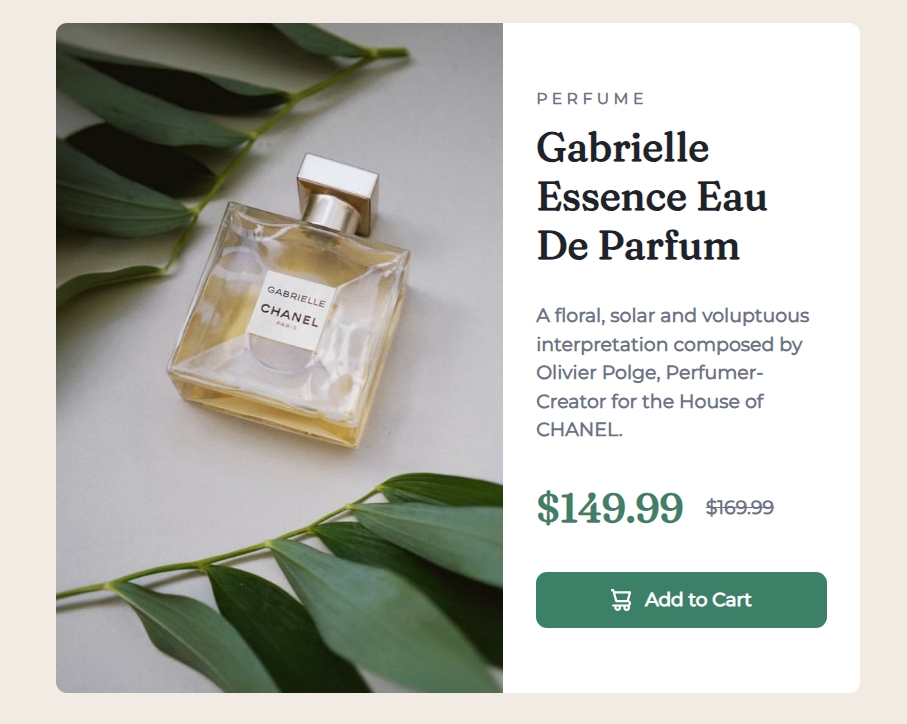 GABRIELLE
CHANEL
PARIS
PERFUME
Gabrielle
Essence Eau
De Parfum
A floral, solar and voluptuous
interpretation composed by
Olivier Polge, Perfumer-
Creator for the House of
CHANEL.
$149.99 $169.99
Add to Cart